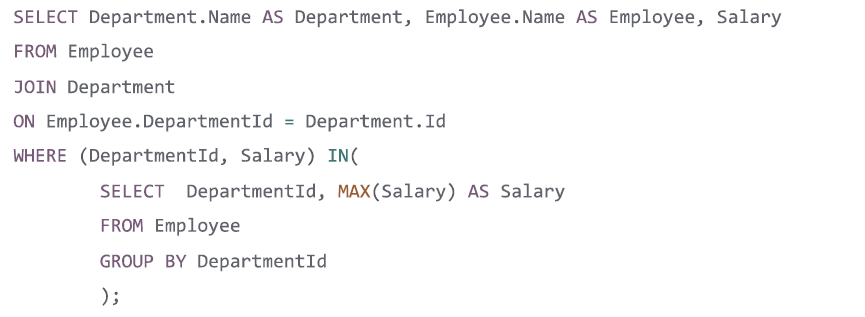 SELECT Department.Name AS Department, Employee.Name AS Employee, Salary
FROM Employee
JOIN Department
ON Employee.DepartmentId = Department.Id
WHERE (DepartmentId, Salary) IN(
SELECT  DepartmentId, MAX(Salary) AS Salary
FROM Employee
GROUP BY DepartmentId
);